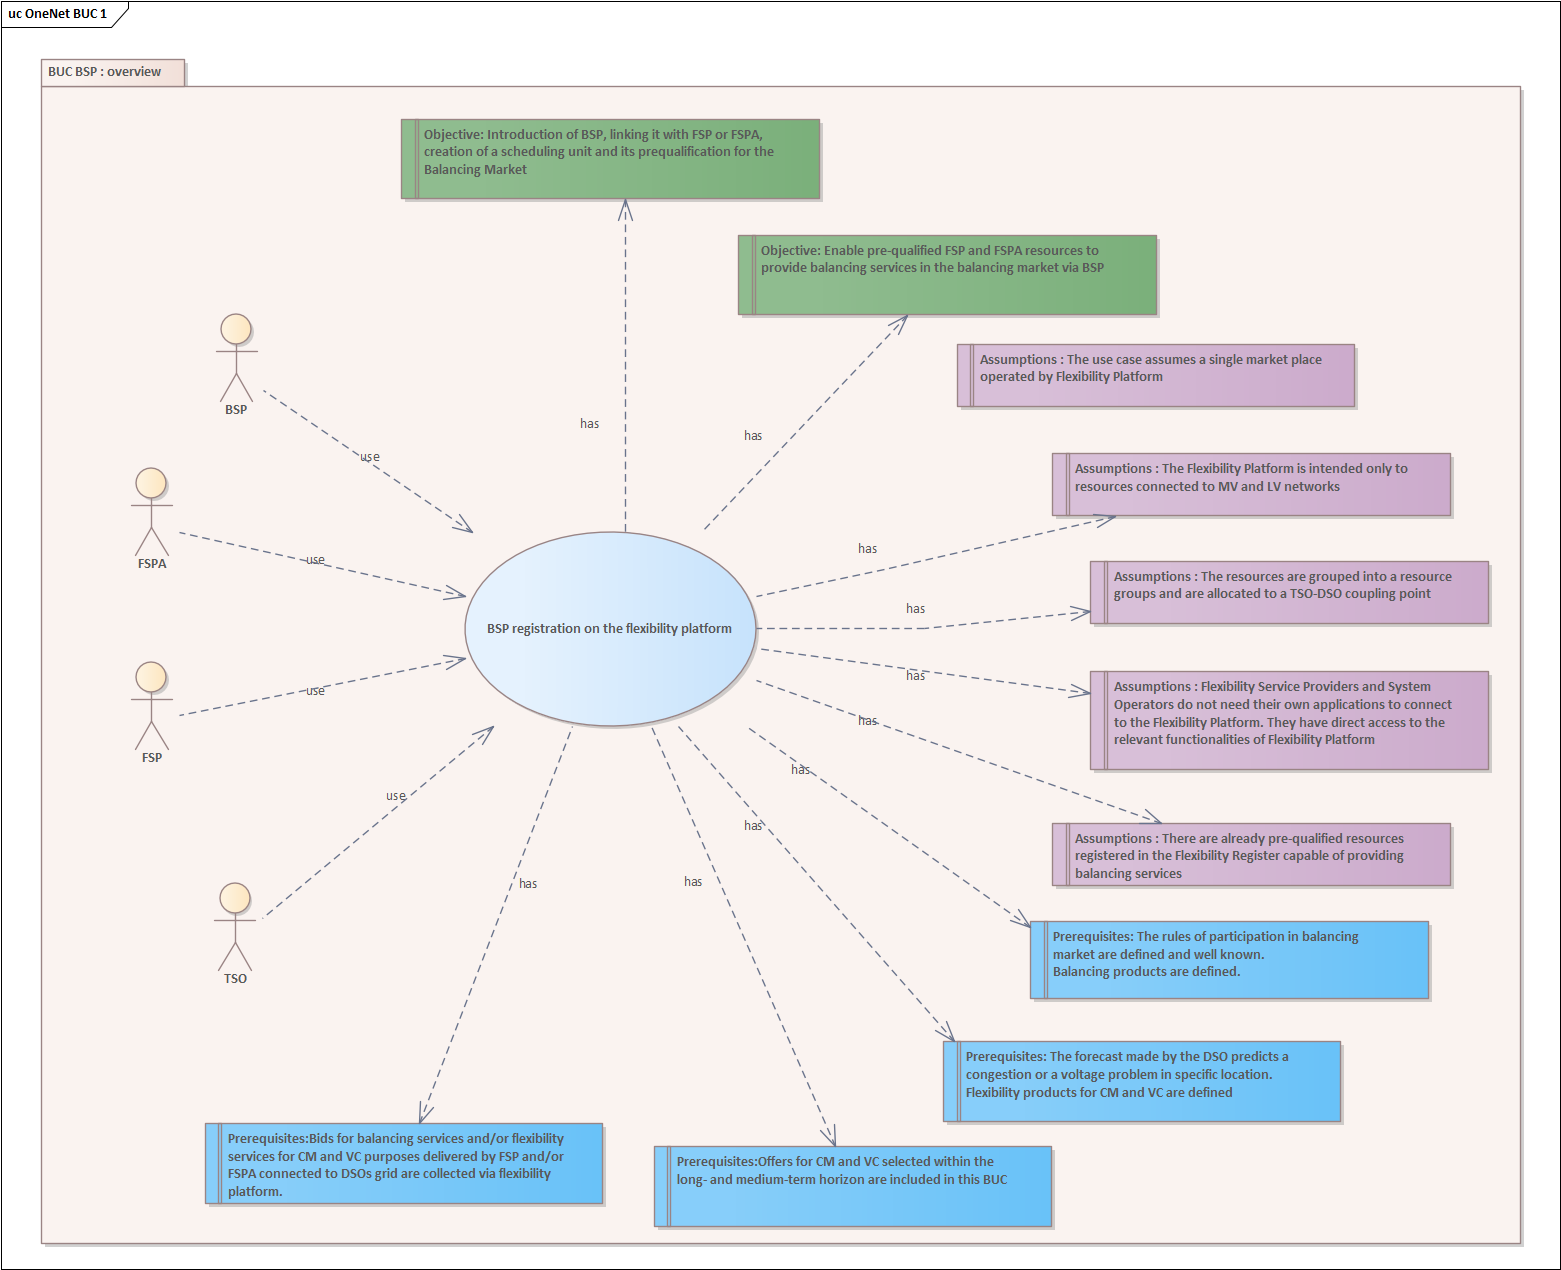 uc OneNet BUC 1
BUC BSP : overview
Objective: Introduction of BSP, linking it with FSP or FSPA,
creation of a scheduling unit and its prequalification for the
Balancing Market
Objective: Enable pre-qualified FSP and FSPA resources to
provide balancing services in the balancing market via BSP
Assumptions : The use case assumes a single market place
operated by Flexibility Platform
BSP
has
has
use
Assumptions : The Flexibility Platform is intended only to
resources connected to MV and LV networks
FSPA
use
has
Assumptions : The resources are grouped into a resource
groups and are allocated to a TSO-DSO coupling point
has
BSP registration on the flexibility platform
FSP
use
has
Assumptions : Flexibility Service Providers and System
Operators do not need their own applications to connect
to the Flexibility Platform. They have direct access to the
relevant functionalities of Flexibility Platform
has
has
use
has
Assumptions : There are already pre-qualified resources
registered in the Flexibility Register capable of providing
balancing services
has
has
TSO
Prerequisites: The rules of participation in balancing
market are defined and well known.
Balancing products are defined.
Prerequisites: The forecast made by the DSO predicts a
congestion or a voltage problem in specific location.
Flexibility products for CM and VC are defined
Prerequisites:Bids for balancing services and/or flexibility
services for CM and VC purposes delivered by FSP and/or
FSPA connected to DSOs grid are collected via flexibility
platform.
Prerequisites:Offers for CM and VC selected within the
long- and medium-term horizon are included in this BUC